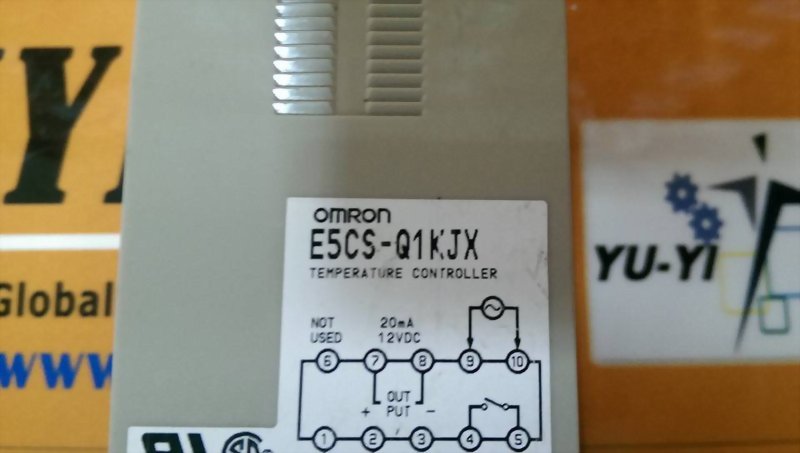 OMRON
E5CS-Q1KJX
TEMPERATURE CONTROLLER
NOT USED
20mA 12VDC
6 7 8 9 10
OUT PUT
+ -
1 2 3 4 5
YU-YI
Global
www